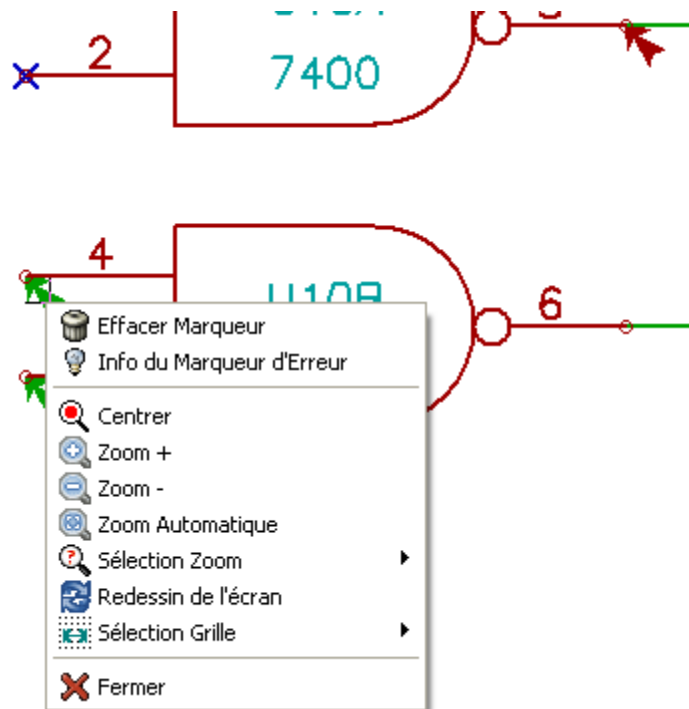 2
7400
4
6
Effacer Marqueur
Info du Marqueur d'Erreur
Centrer
Zoom +
Zoom -
Zoom Automatique
Sélection Zoom
Redessin de l'écran
Sélection Grille
Fermer